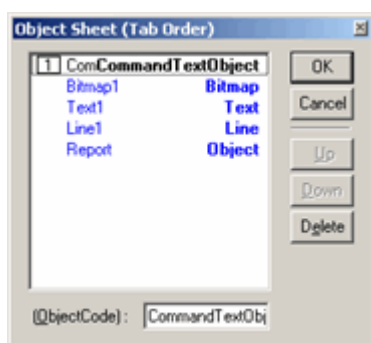 Object Sheet (Tab Order)
1 ComCommandTextObject
Bitmap1 Bitmap
Text1 Text
Line1 Line
Report Object
OK
Cancel
Up
Down
Delete
(ObjectCode) : CommandTextObj